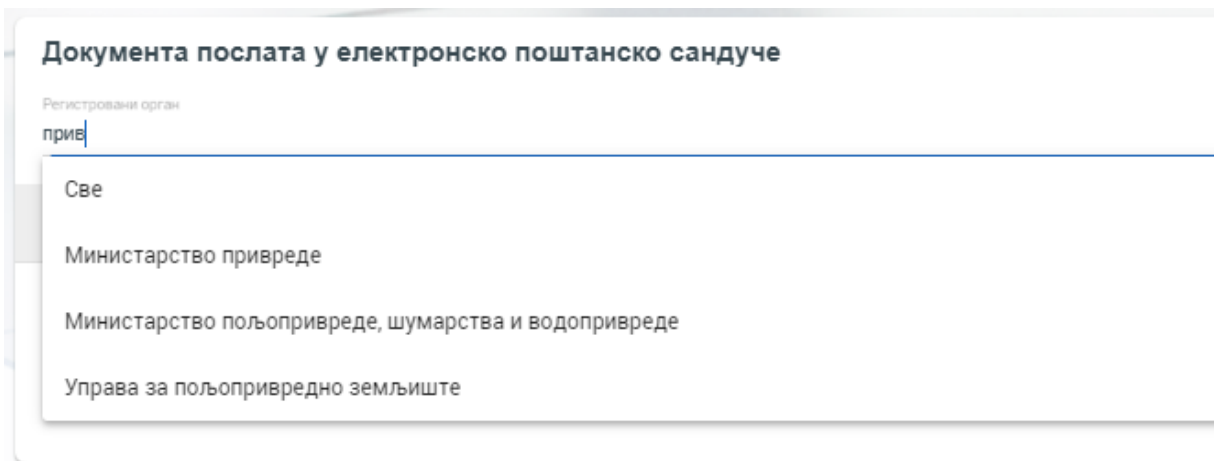 Документа послата у електронско поштанско сандуче
Регистровани орган
прив
Све
Министарство привреде
Министарство пољопривреде, шумарства и водопривреде
Управа за пољопривредно земљиште